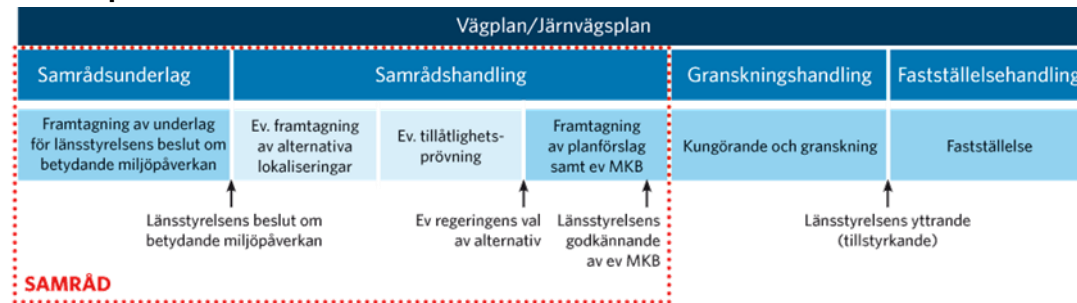 Vägplan/Järnvägsplan
Samrådsunderlag
Samrådshandling
Granskningshandling
Fastställelsehandling
Framtagning av underlag
för länsstyrelsens beslut om
betydande miljöpåverkan
Ev. framtagning
av alternativa
lokaliseringar
Ev. tillåtlighets-
prövning
Framtagning
av planförslag
samt ev MKB
Kungörande och granskning
Fastställelse
Länsstyrelsens beslut om
betydande miljöpåverkan
Ev regeringens val
av alternativ
Länsstyrelsens
godkännande
av ev MKB
Länsstyrelsens yttrande
(tillstyrkande)
SAMRÅD